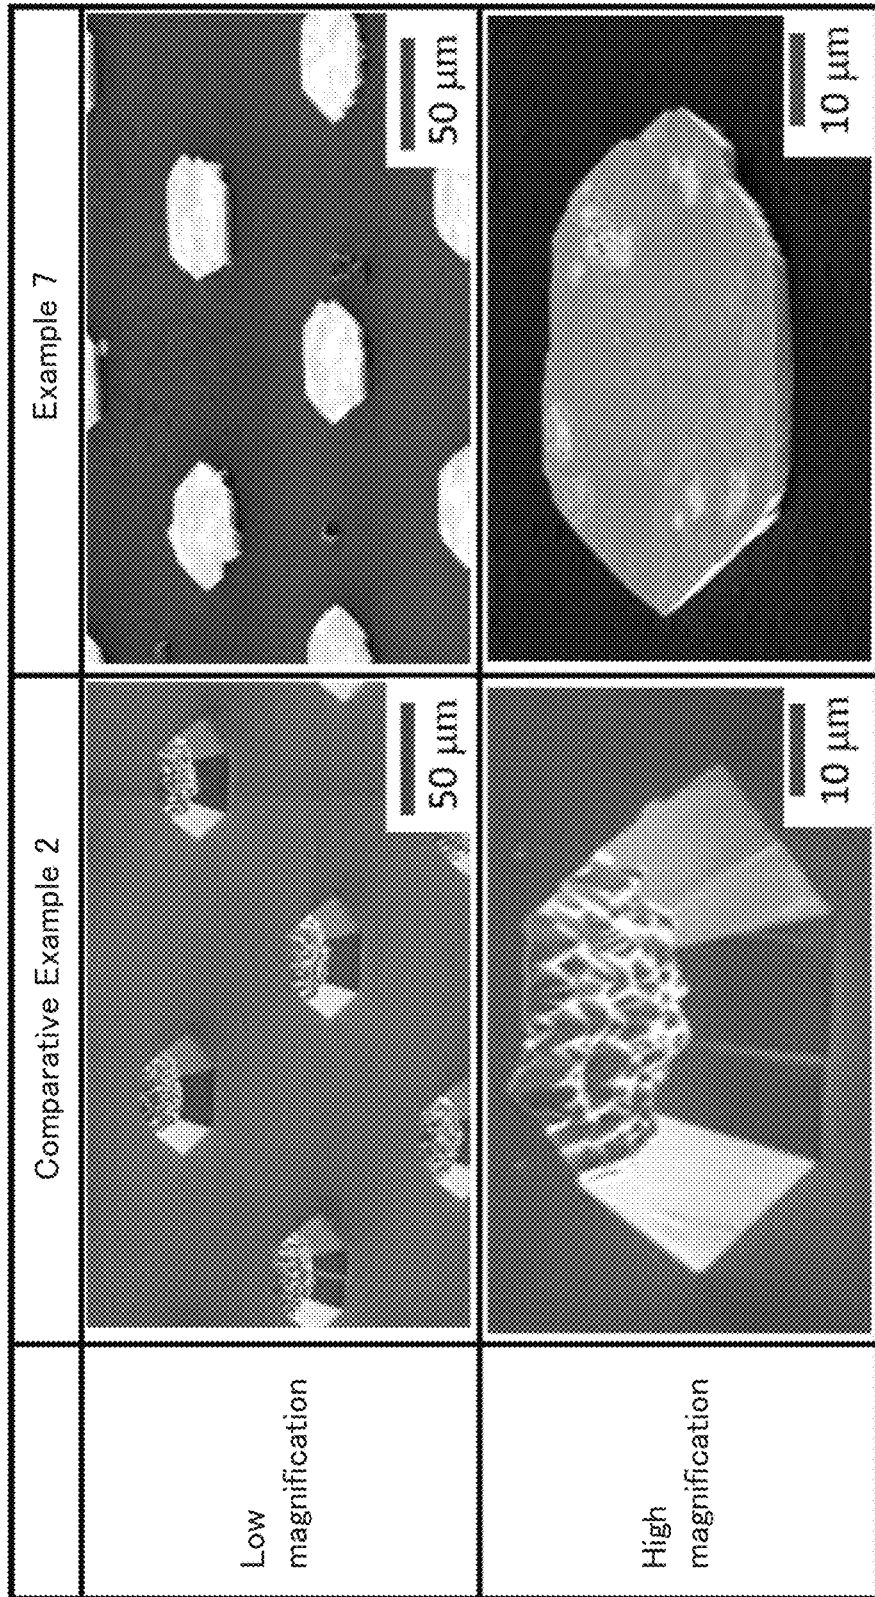 Comparative Example 2
Example 7
Low
magnification
50 μm
50 μm
High
magnification
10 μm
10 μm